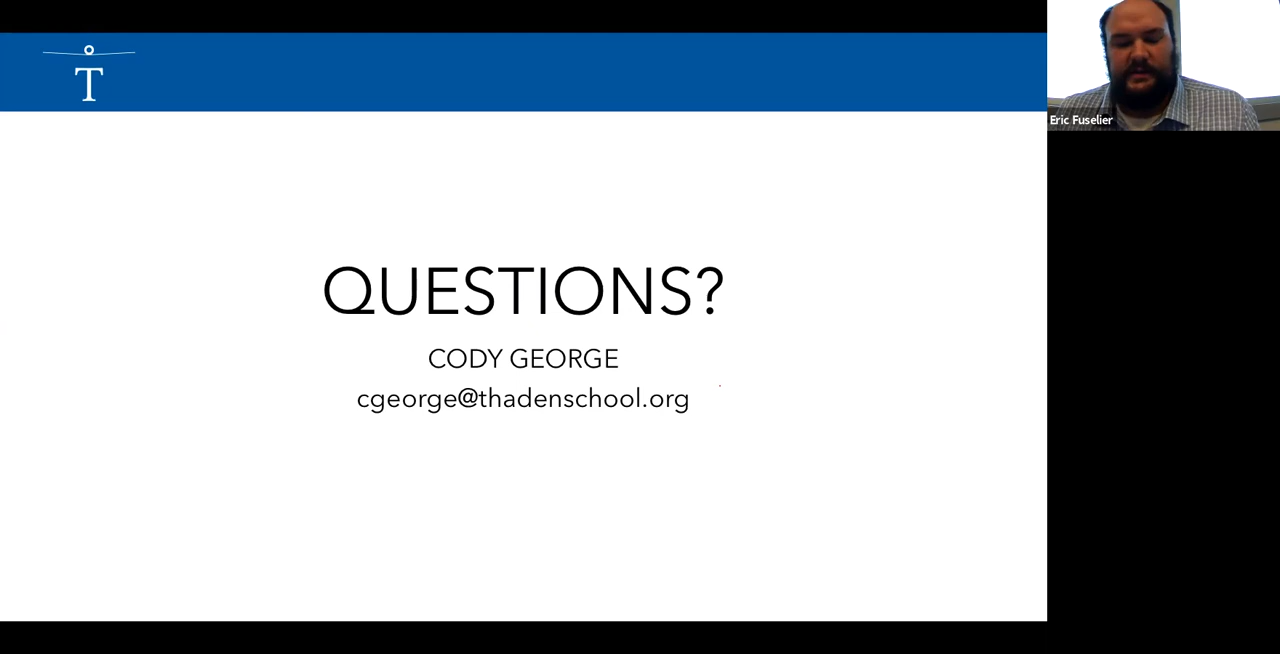 T
QUESTIONS?
CODY GEORGE
cgeorge@thadenschool.org
Eric Fuselier